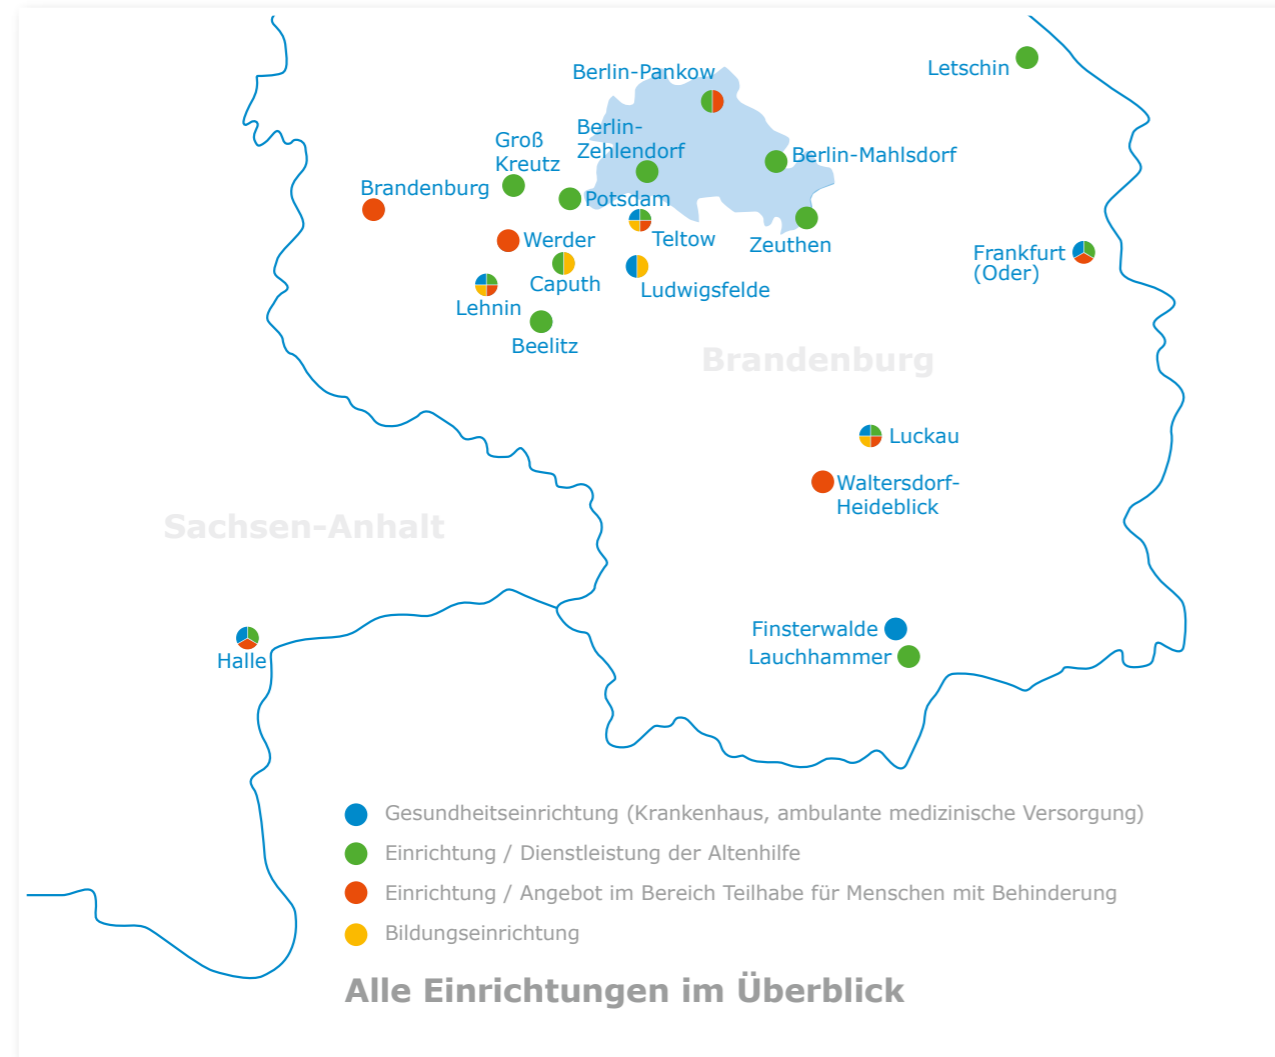 Letschin
Berlin-Pankow
Berlin-
Zehlendorf
Groß
Kreutz
Berlin-Mahlsdorf
Brandenburg
Potsdam
Werder
Teltow
Zeuthen
Frankfurt
(Oder)
Caputh
Ludwigsfelde
Lehnin
Beelitz
Brandenburg
Luckau
Waltersdorf-
Heideblick
Sachsen-Anhalt
Finsterwalde
Lauchhammer
Halle
Gesundheitseinrichtung (Krankenhaus, ambulante medizinische Versorgung)
Einrichtung / Dienstleistung der Altenhilfe
Einrichtung / Angebot im Bereich Teilhabe für Menschen mit Behinderung
Bildungseinrichtung
Alle Einrichtungen im Überblick